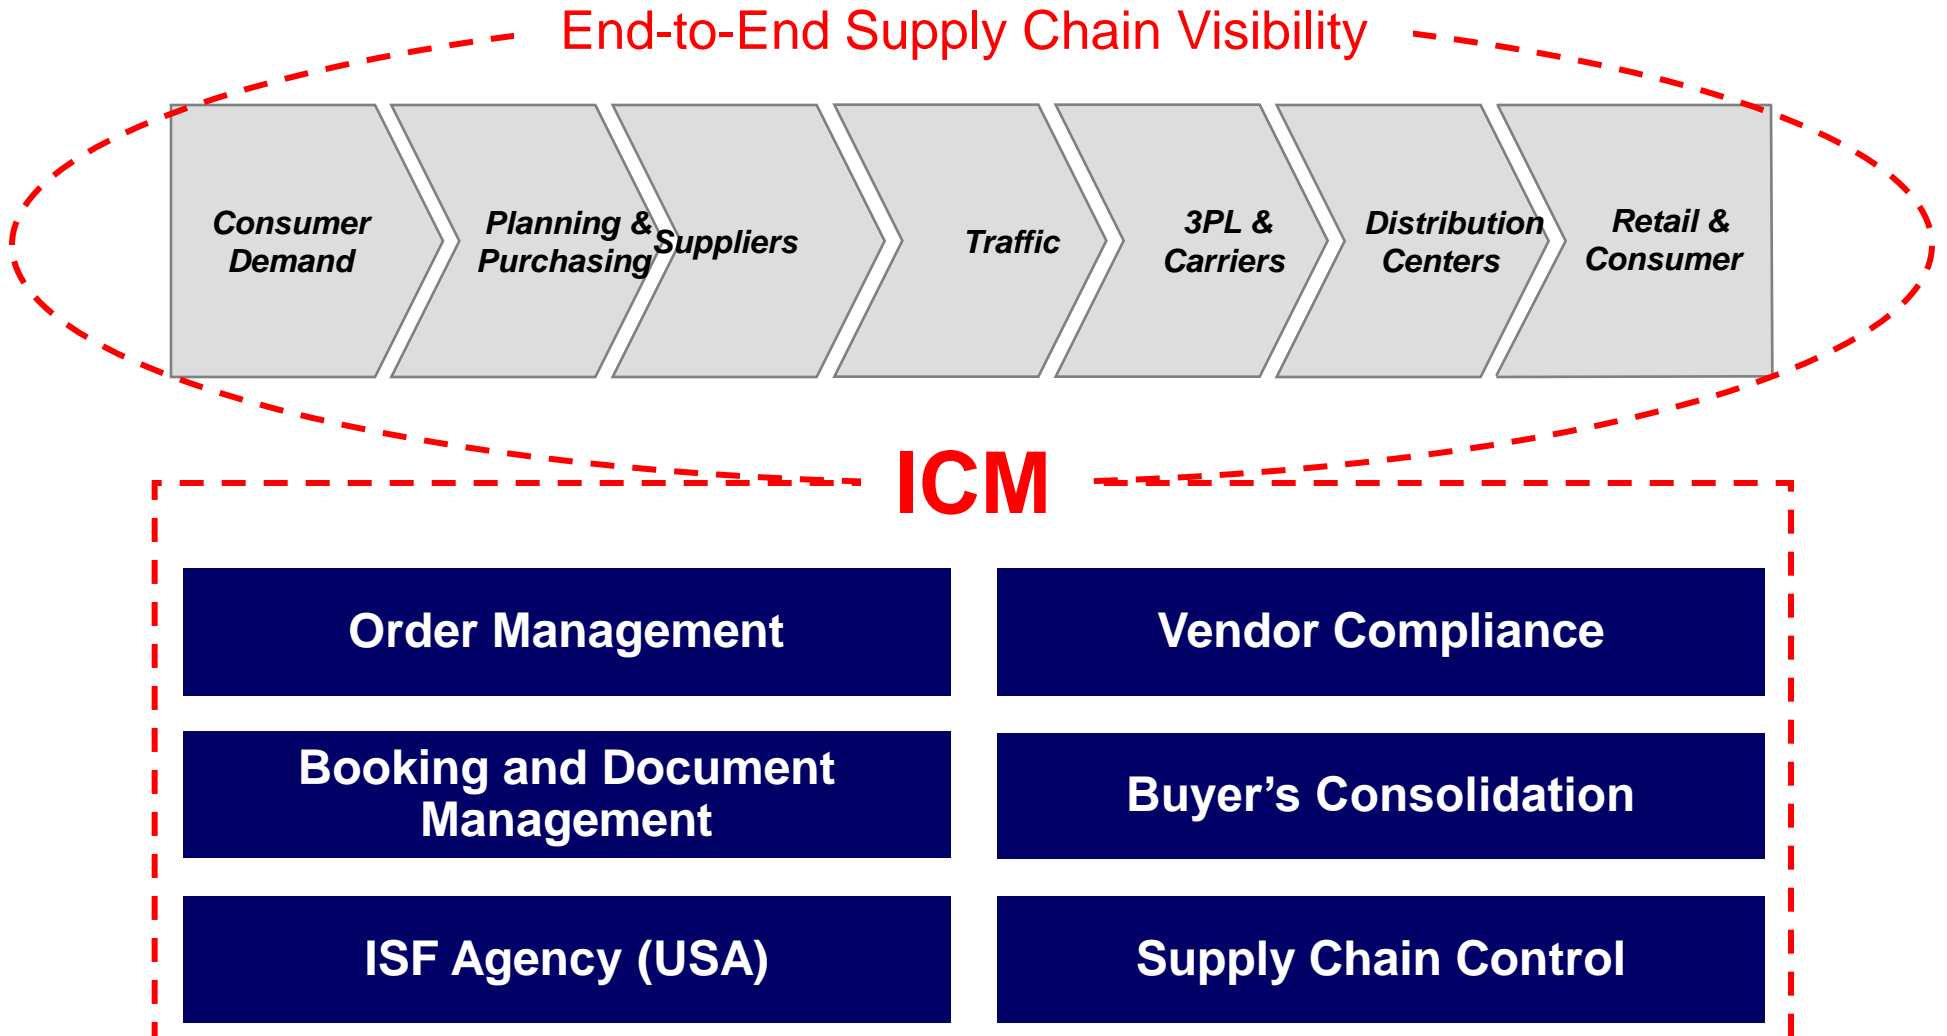 End-to-End Supply Chain Visibility
Consumer
Demand
Planning &
Purchasing
Suppliers
Traffic
3PL &
Carriers
Distribution
Centers
Retail &
Consumer
ICM
Order Management
Vendor Compliance
Booking and Document
Management
Buyer’s Consolidation
ISF Agency (USA)
Supply Chain Control